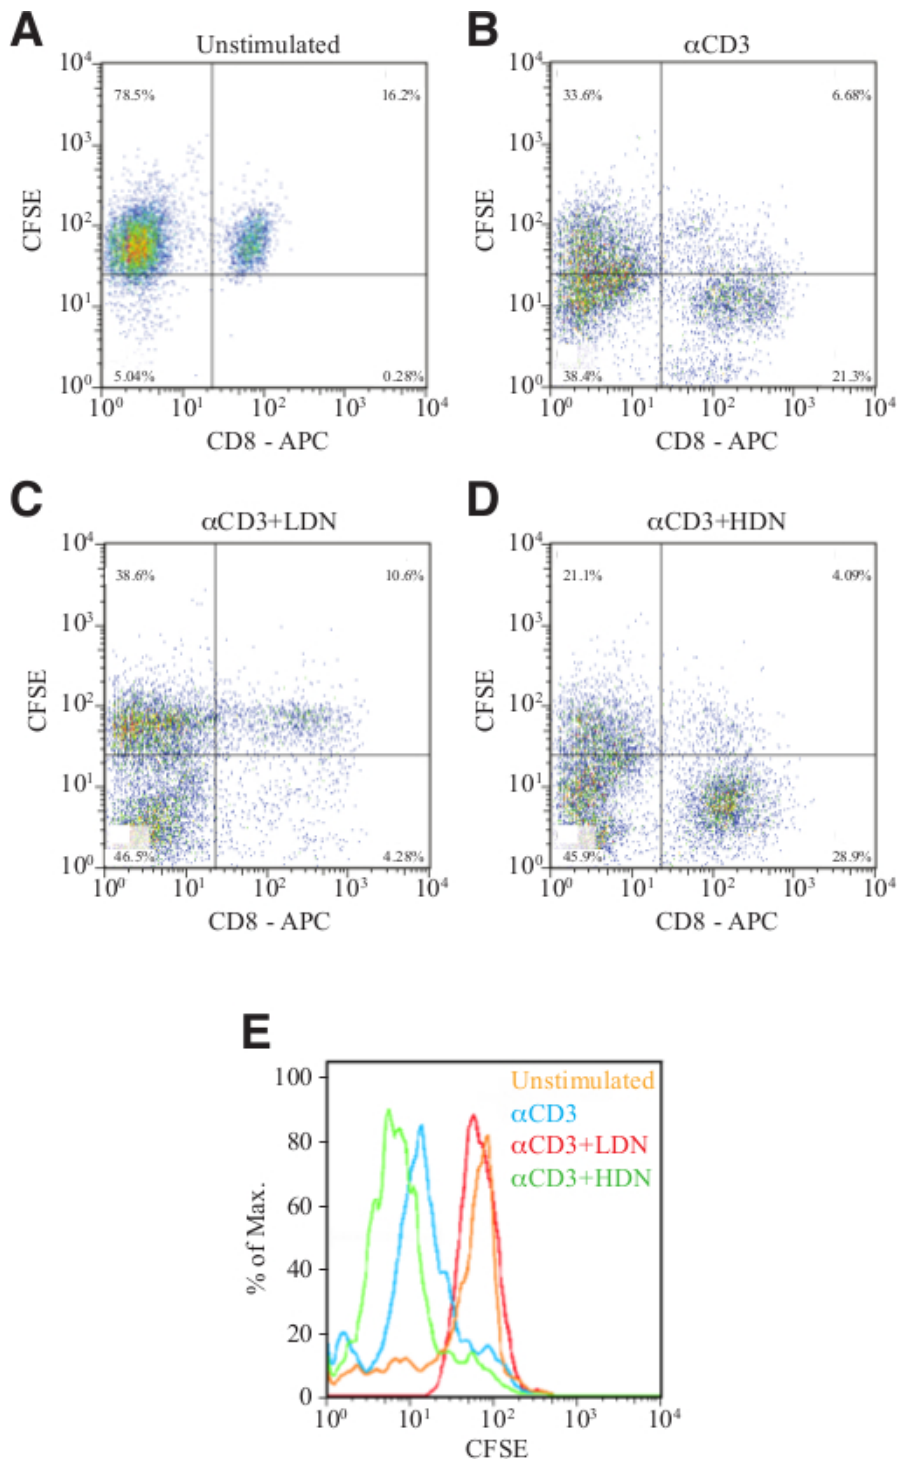 A
Unstimulated
10⁴
78.5%
16.2%
10³
CFSE
10²
10¹
5.04%
0.28%
10⁰
10⁰ 10¹ 10² 10³ 10⁴
CD8 - APC
B
αCD3
10⁴
33.6%
6.68%
10³
CFSE
10²
10¹
38.4%
21.3%
10⁰
10⁰ 10¹ 10² 10³ 10⁴
CD8 - APC
C
αCD3+LDN
10⁴
38.6%
10.6%
10³
CFSE
10²
10¹
46.5%
4.28%
10⁰
10⁰ 10¹ 10² 10³ 10⁴
CD8 - APC
D
αCD3+HDN
10⁴
21.1%
4.09%
10³
CFSE
10²
10¹
45.9%
28.9%
10⁰
10⁰ 10¹ 10² 10³ 10⁴
CD8 - APC
E
100
80
60
40
20
0
% of Max.
Unstimulated
αCD3
αCD3+LDN
αCD3+HDN
10⁰ 10¹ 10² 10³ 10⁴
CFSE